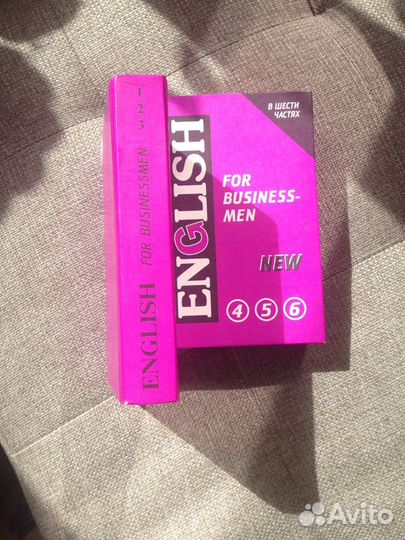 ENGLISH FOR BUSINESSMEN 1 2 3
В ШЕСТИ
ЧАСТЯХ
ENGLISH
FOR
BUSINESS-
MEN
NEW
4 5 6
Avito